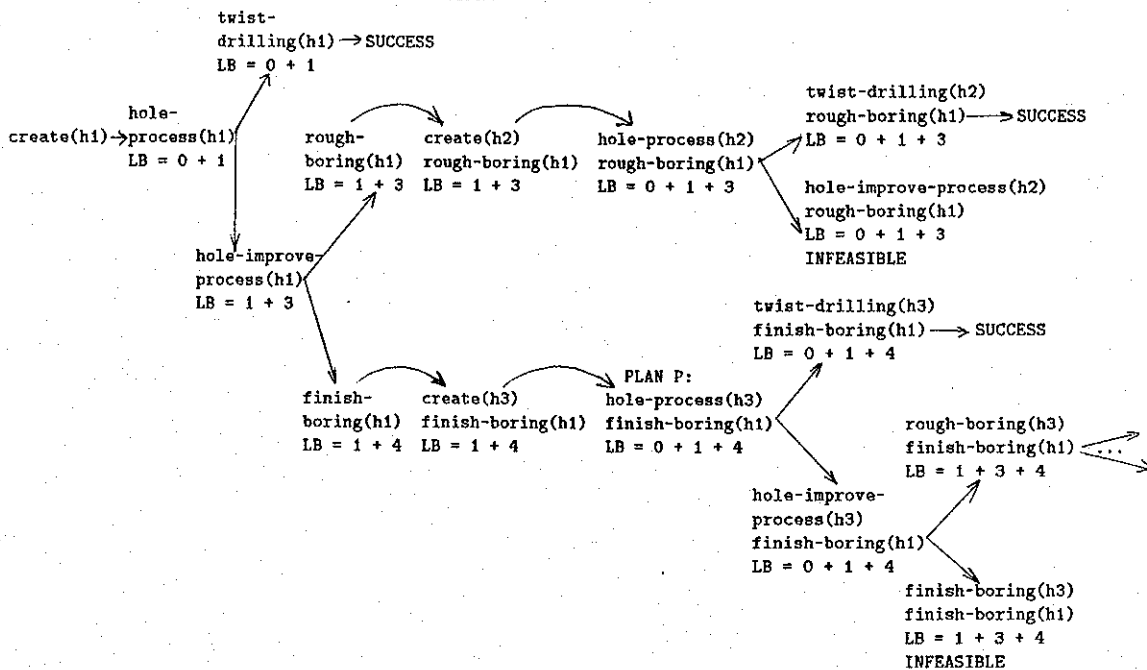 twist-
drilling(h1) → SUCCESS
LB = 0 + 1
create(h1) →
hole-
process(h1)
LB = 0 + 1
hole-improve-
process(h1)
LB = 1 + 3
rough-
boring(h1)
LB = 1 + 3
create(h2)
rough-boring(h1)
LB = 1 + 3
hole-process(h2)
rough-boring(h1)
LB = 0 + 1 + 3
twist-drilling(h2)
rough-boring(h1) → SUCCESS
LB = 0 + 1 + 3
hole-improve-process(h2)
rough-boring(h1)
LB = 0 + 1 + 3
INFEASIBLE
finish-
boring(h1)
LB = 1 + 4
create(h3)
finish-boring(h1)
LB = 1 + 4
PLAN P:
hole-process(h3)
finish-boring(h1)
LB = 0 + 1 + 4
twist-drilling(h3)
finish-boring(h1) → SUCCESS
LB = 0 + 1 + 4
hole-improve-
process(h3)
finish-boring(h1)
LB = 0 + 1 + 4
rough-boring(h3)
finish-boring(h1) ...
LB = 1 + 3 + 4
finish-boring(h3)
finish-boring(h1)
LB = 1 + 3 + 4
INFEASIBLE